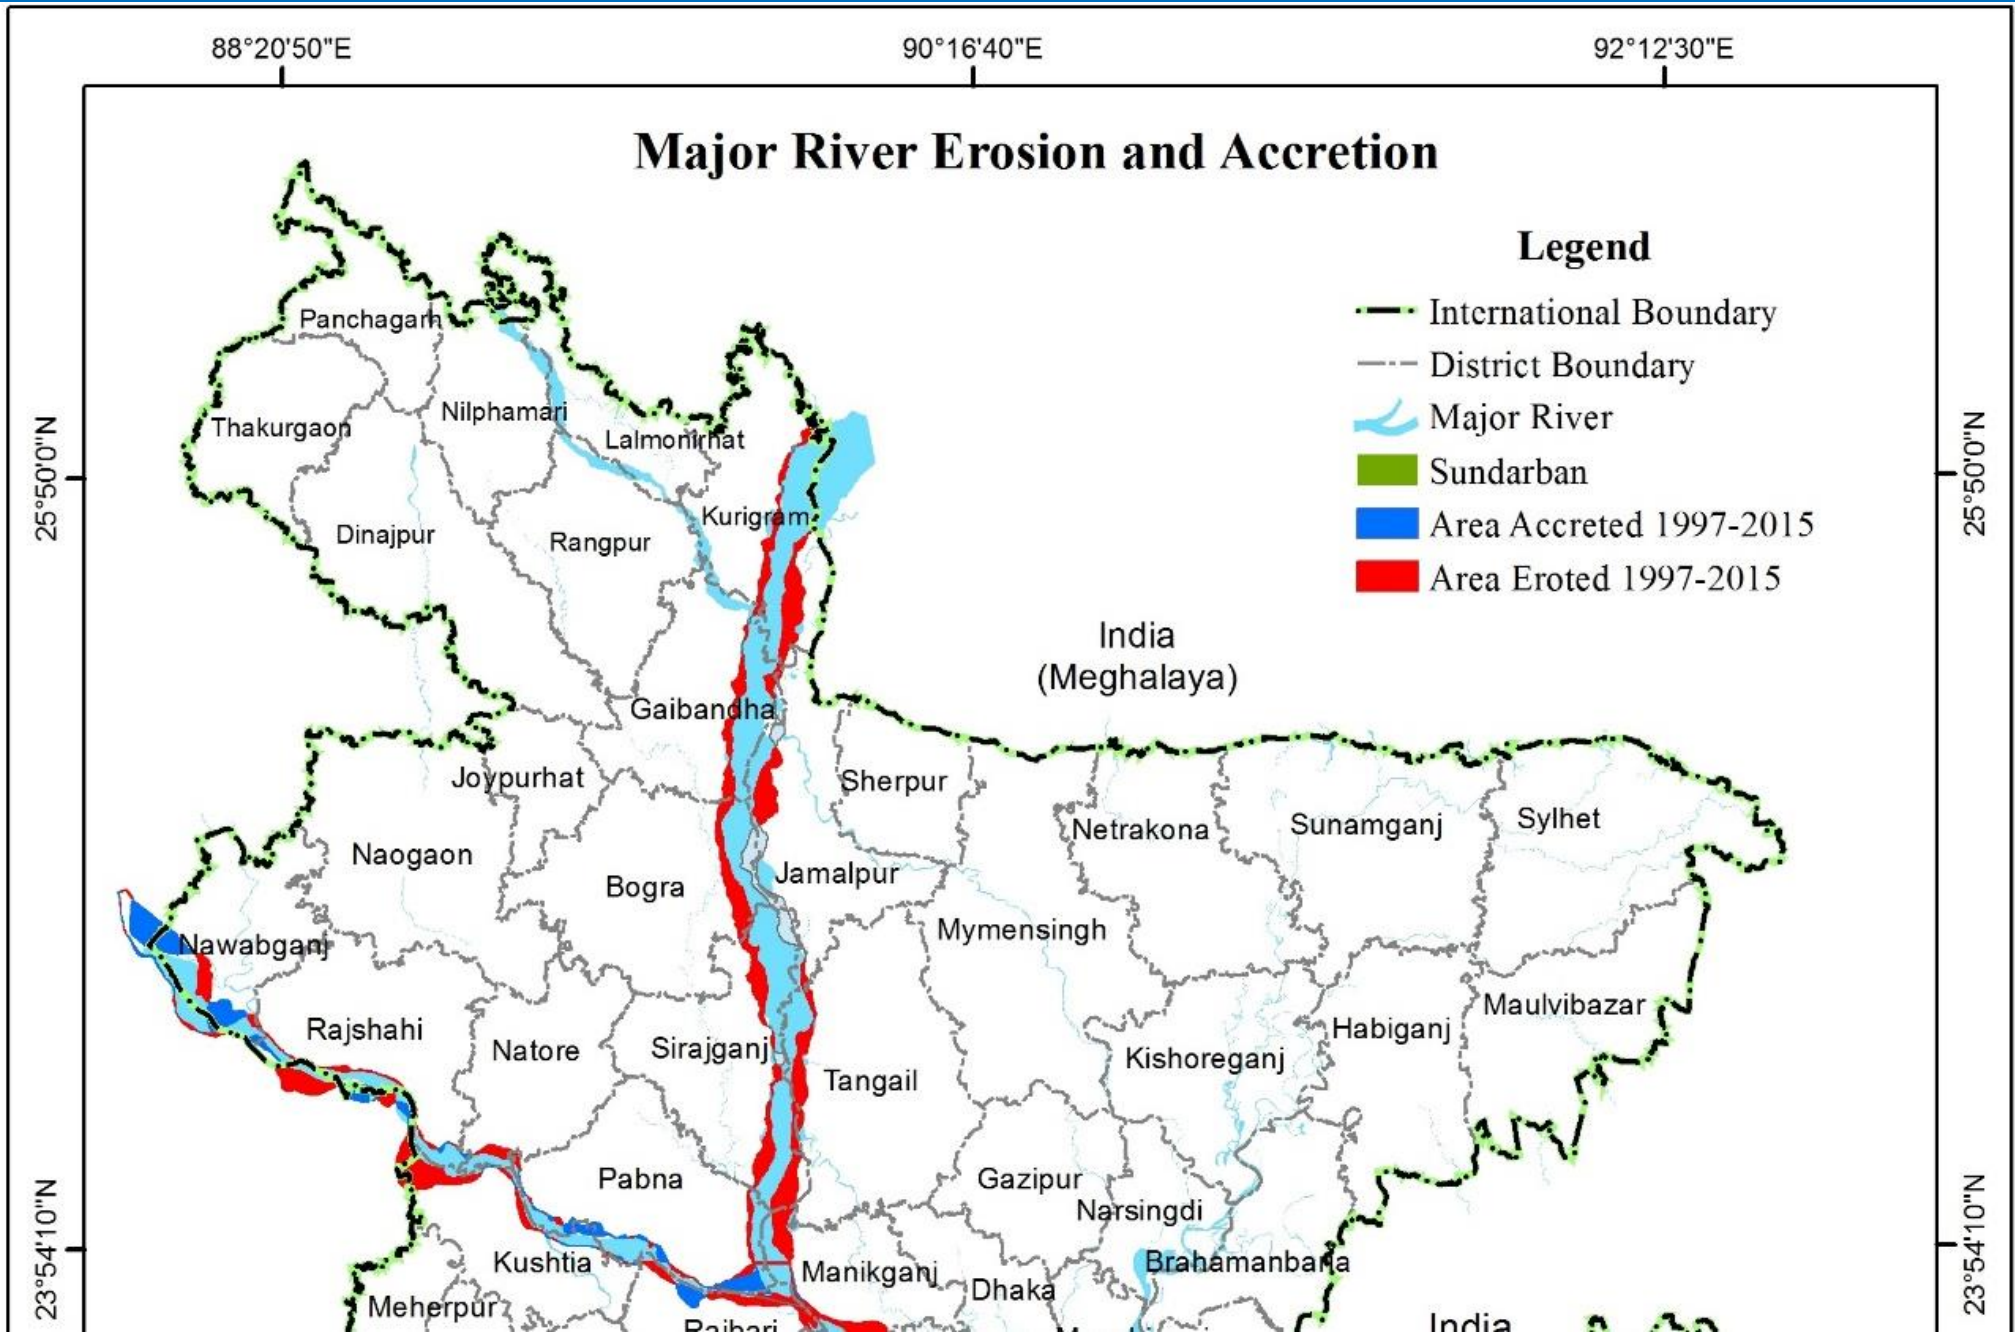 88°20'50"E
90°16'40"E
92°12'30"E
Major River Erosion and Accretion
Legend
International Boundary
District Boundary
Major River
Sundarban
Area Accreted 1997-2015
Area Eroted 1997-2015
25°50'0"N
25°50'0"N
Panchagarh
Nilphamari
Thakurgaon
Lalmonirhat
Kurigram
Dinajpur
Rangpur
India
(Meghalaya)
Gaibandha
Joypurhat
Sherpur
Netrakona
Sunamganj
Sylhet
Naogaon
Bogra
Jamalpur
Mymensingh
Nawabganj
Maulvibazar
Rajshahi
Natore
Sirajganj
Habiganj
Kishoreganj
Tangail
Pabna
Gazipur
Narsingdi
23°54'10"N
23°54'10"N
Kushtia
Manikganj
Brahamanbaria
Dhaka
Meherpur
Rajbari
India